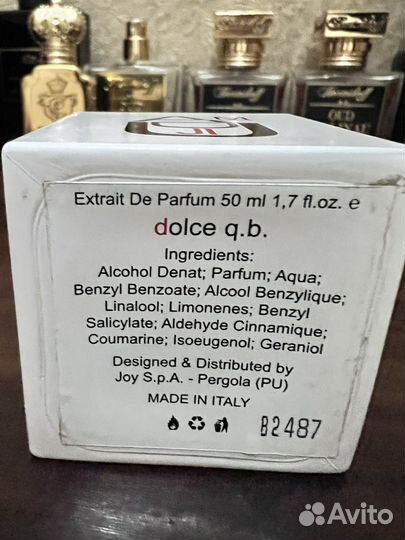 Extrait De Parfum 50 ml 1,7 fl.oz. e
dolce q.b.
Ingredients:
Alcohol Denat; Parfum; Aqua;
Benzyl Benzoate; Alcool Benzylique;
Linalool; Limonenes; Benzyl
Salicylate; Aldehyde Cinnamique;
Coumarine; Isoeugenol; Geraniol
Designed & Distributed by
Joy S.p.A. - Pergola (PU)
MADE IN ITALY
B2487
OUD
Avito